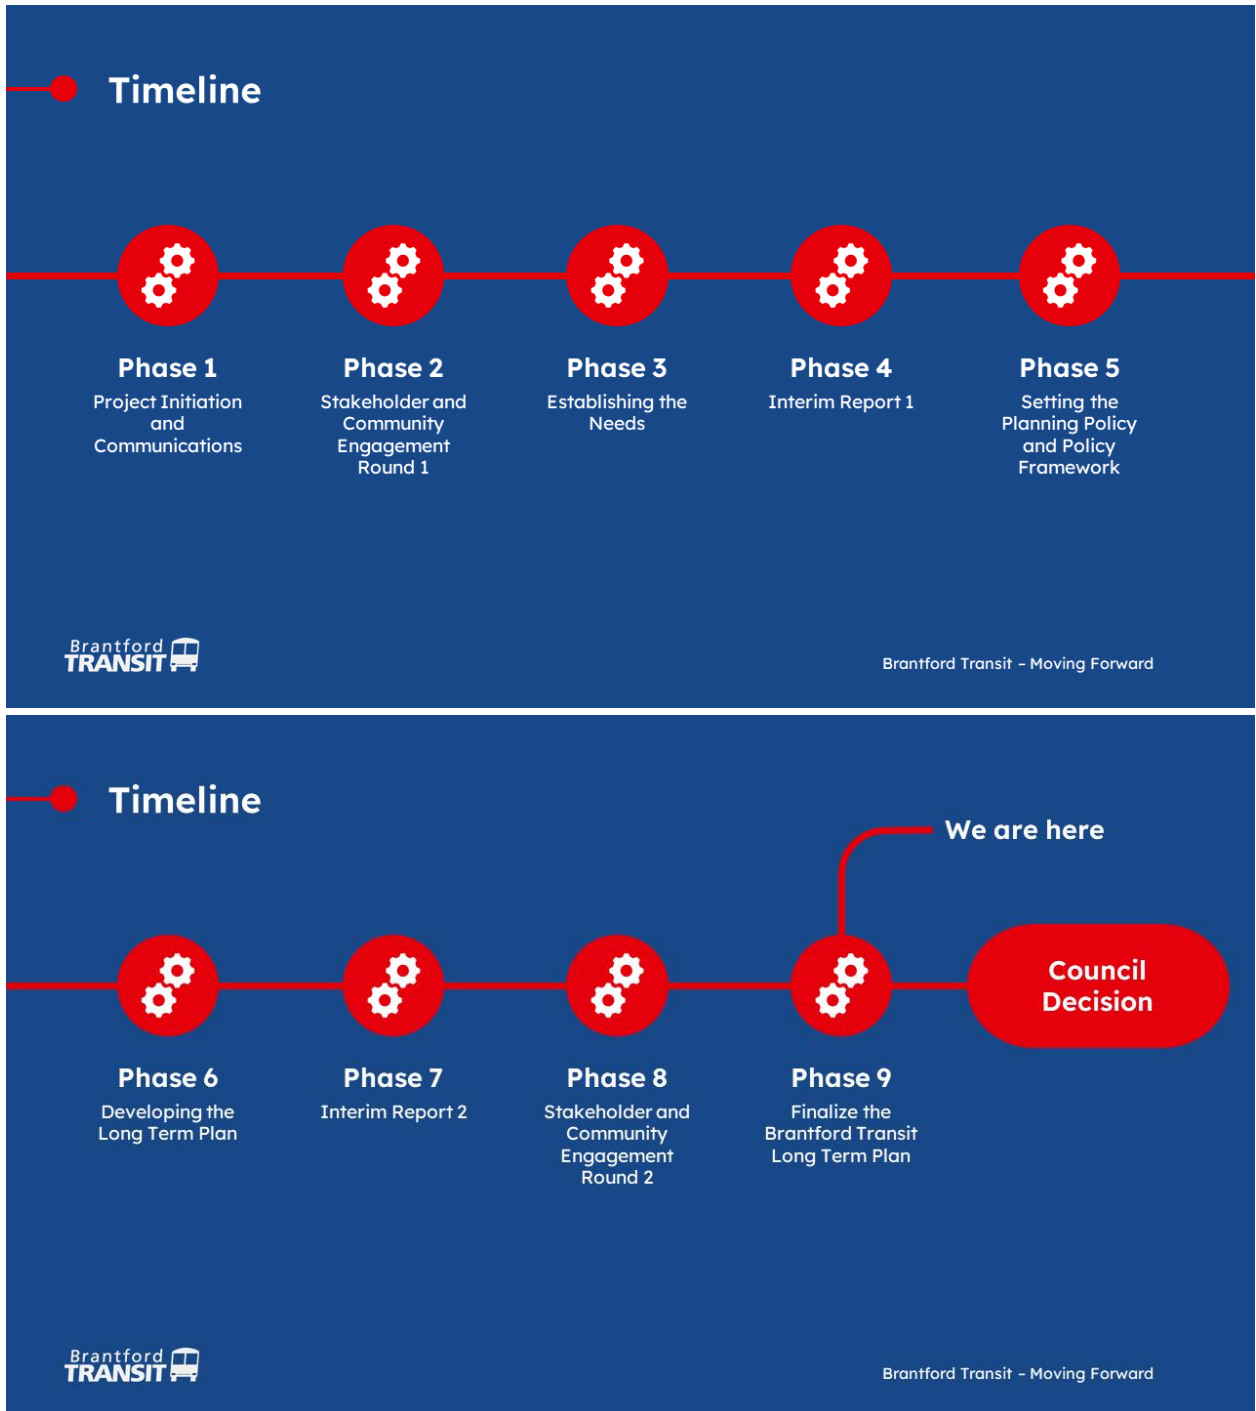 Timeline
Phase 1
Project Initiation
and
Communications
Phase 2
Stakeholder and
Community
Engagement
Round 1
Phase 3
Establishing the
Needs
Phase 4
Interim Report 1
Phase 5
Setting the
Planning Policy
and Policy
Framework
Brantford
TRANSIT
Brantford Transit – Moving Forward
Timeline
We are here
Council
Decision
Phase 6
Developing the
Long Term Plan
Phase 7
Interim Report 2
Phase 8
Stakeholder and
Community
Engagement
Round 2
Phase 9
Finalize the
Brantford Transit
Long Term Plan
Brantford
TRANSIT
Brantford Transit – Moving Forward